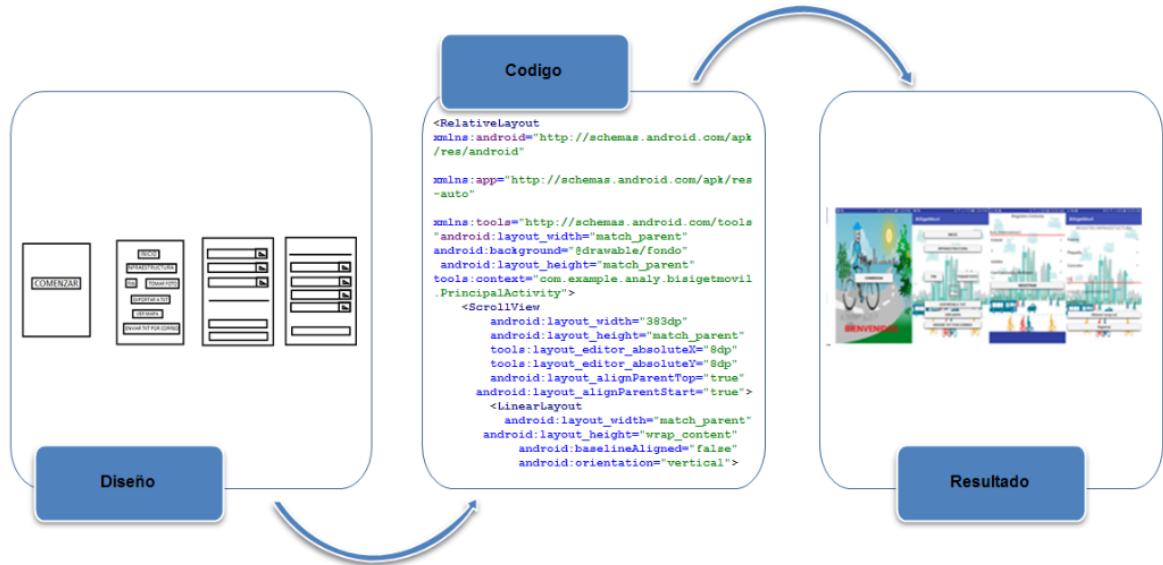 Diseño
COMENZAR
INICIO
INFRAESTRUCTURA
TOMAR FOTO
EXPORTAR A TXT
VER MAPA
ENVIAR TXT POR CORREO
Codigo
<RelativeLayout
xmlns:android="http://schemas.android.com/apk
/res/android"
xmlns:app="http://schemas.android.com/apk/res
-auto"
xmlns:tools="http://schemas.android.com/tools
"android:layout_width="match_parent"
android:background="@drawable/fondo"
android:layout_height="match_parent"
tools:context="com.example.analy.bisigetmovil
.PrincipalActivity">
<ScrollView
android:layout_width="383dp"
android:layout_height="match_parent"
tools:layout_editor_absoluteX="8dp"
tools:layout_editor_absoluteY="8dp"
android:layout_alignParentTop="true"
android:layout_alignParentStart="true">
<LinearLayout
android:layout_width="match_parent"
android:layout_height="wrap_content"
android:baselineAligned="false"
android:orientation="vertical">
Resultado
BIENVENIDOS